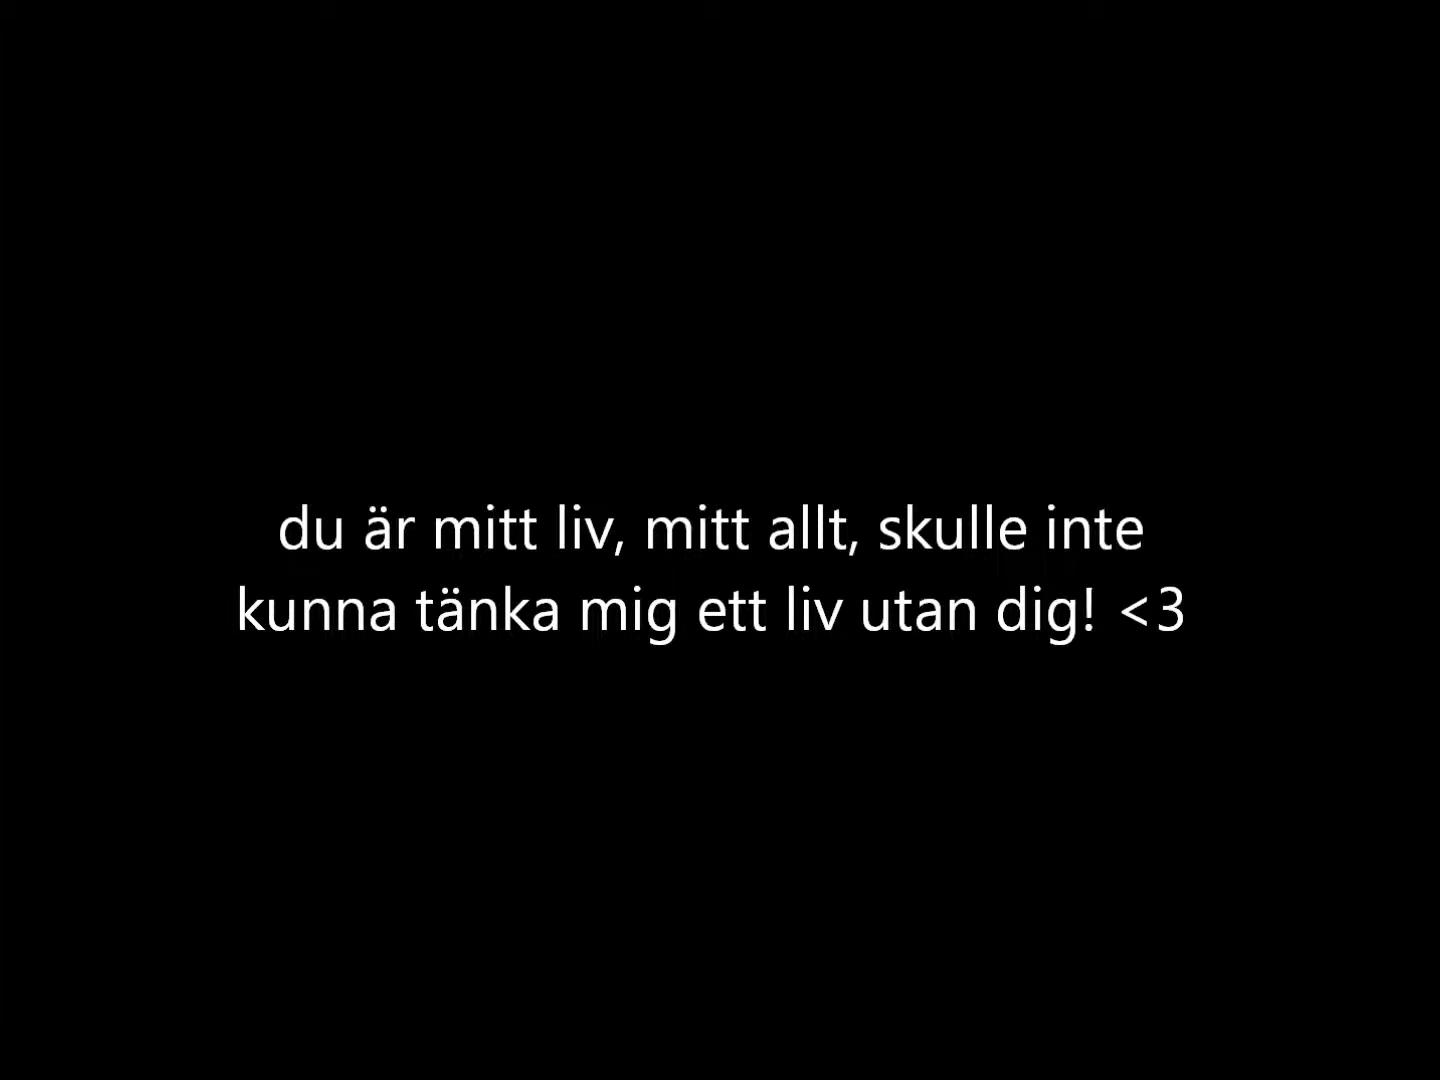 du är mitt liv, mitt allt, skulle inte
kunna tänka mig ett liv utan dig! <3